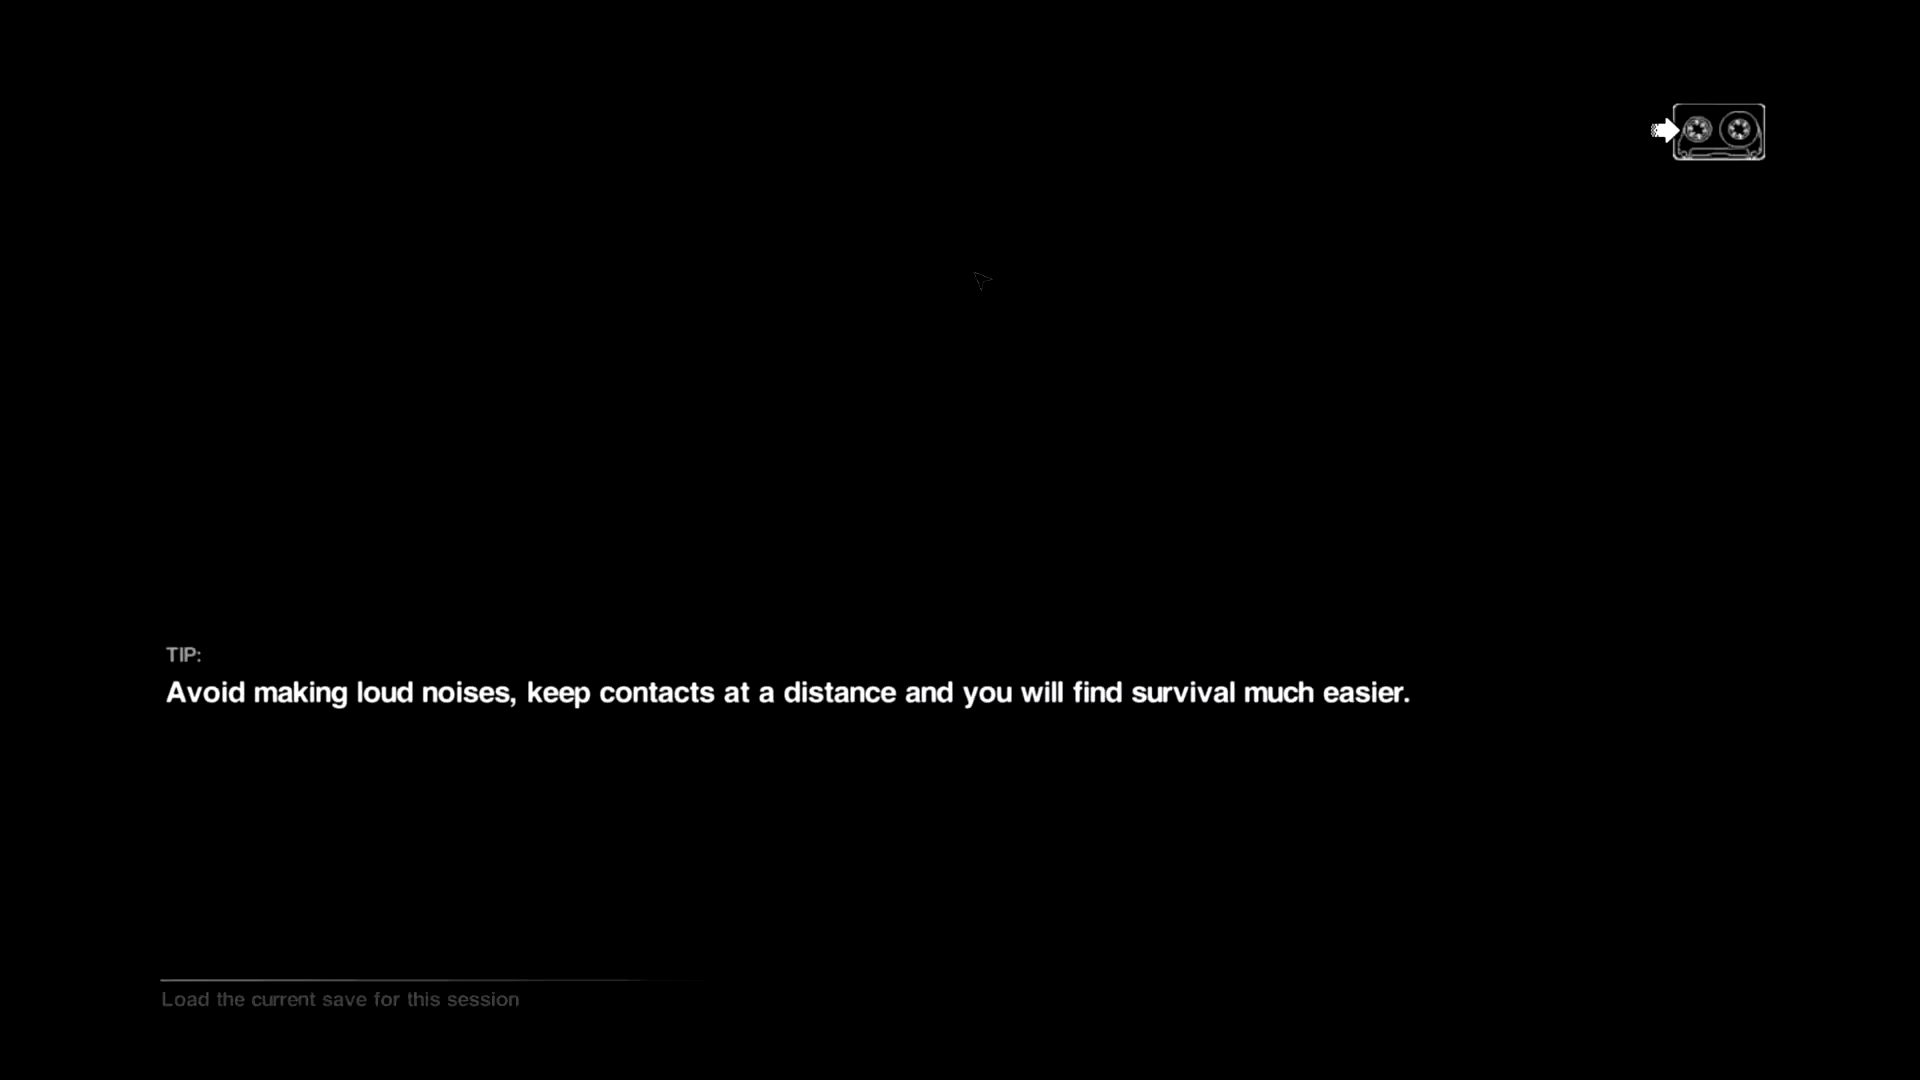 TIP:
Avoid making loud noises, keep contacts at a distance and you will find survival much easier.
Load the current save for this session